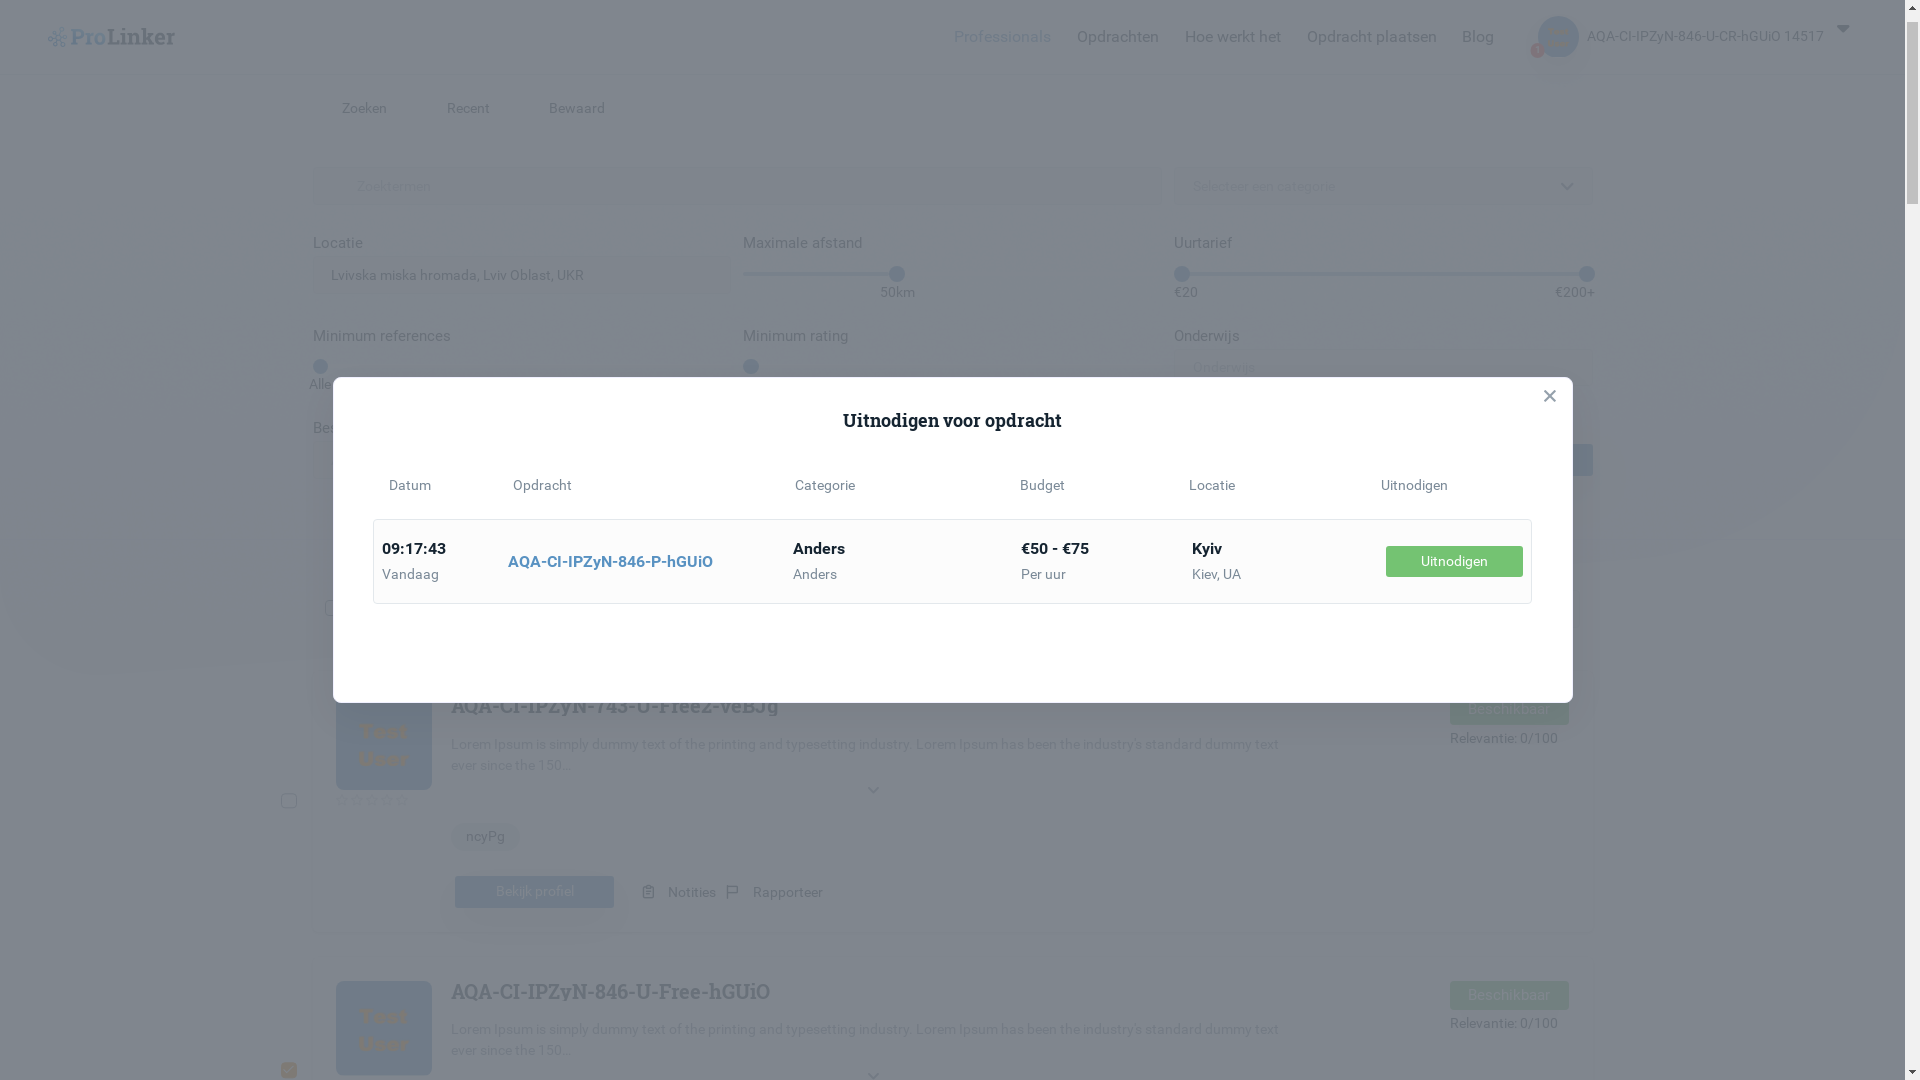 ProLinker
Professionals Opdrachten Hoe werkt het Opdracht plaatsen Blog
AQA-CI-IPZyN-846-U-CR-hGUiO 14517
Zoeken Recent Bewaard
Zoektermen
Selecteer een categorie
Locatie Maximale afstand Uurtarief
Lvivska miska hromada, Lviv Oblast, UKR
50km €20 €200+
Minimum references Minimum rating Onderwijs
Onderwijs
Alle
Uitnodigen voor opdracht
Datum Opdracht Categorie Budget Locatie Uitnodigen
09:17:43 Anders €50 - €75 Kyiv
AQA-CI-IPZyN-846-P-hGUiO Uitnodigen
Vandaag Anders Per uur Kiev, UA
AQA-CI-IPZyN-743-U-Free2-veBJg
Beschikbaar
Test
User
Relevantie: 0/100
Lorem Ipsum is simply dummy text of the printing and typesetting industry. Lorem Ipsum has been the industry's standard dummy text
ever since the 150...
ncyPg
Bekijk profiel Notities Rapporteer
AQA-CI-IPZyN-846-U-Free-hGUiO
Beschikbaar
Test
User
Relevantie: 0/100
Lorem Ipsum is simply dummy text of the printing and typesetting industry. Lorem Ipsum has been the industry's standard dummy text
ever since the 150...